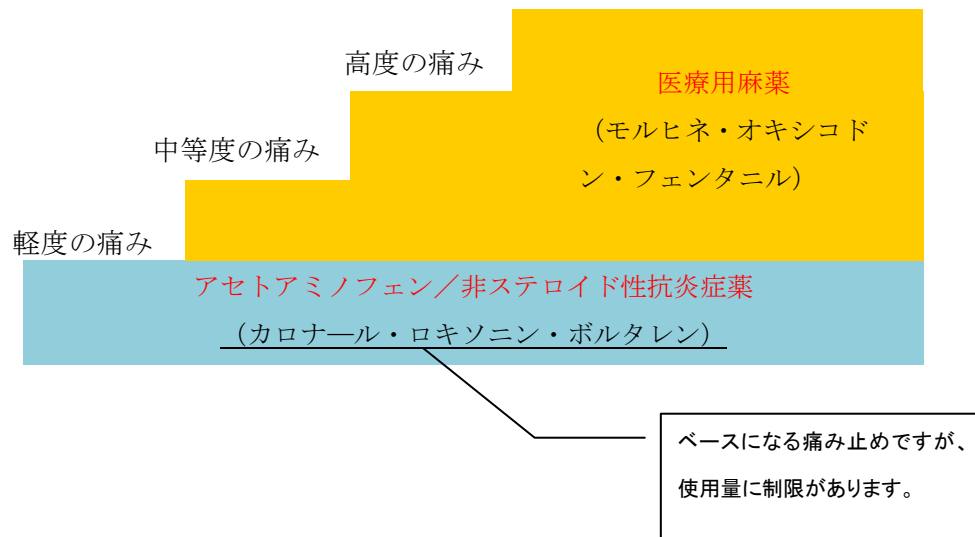 高度の痛み
医療用麻薬
（モルヒネ・オキシコド
ン・フェンタニル）
中等度の痛み
軽度の痛み
アセトアミノフェン／非ステロイド性抗炎症薬
（カロナ―ル・ロキソニン・ボルタレン）
ベースになる痛み止めですが、
使用量に制限があります。